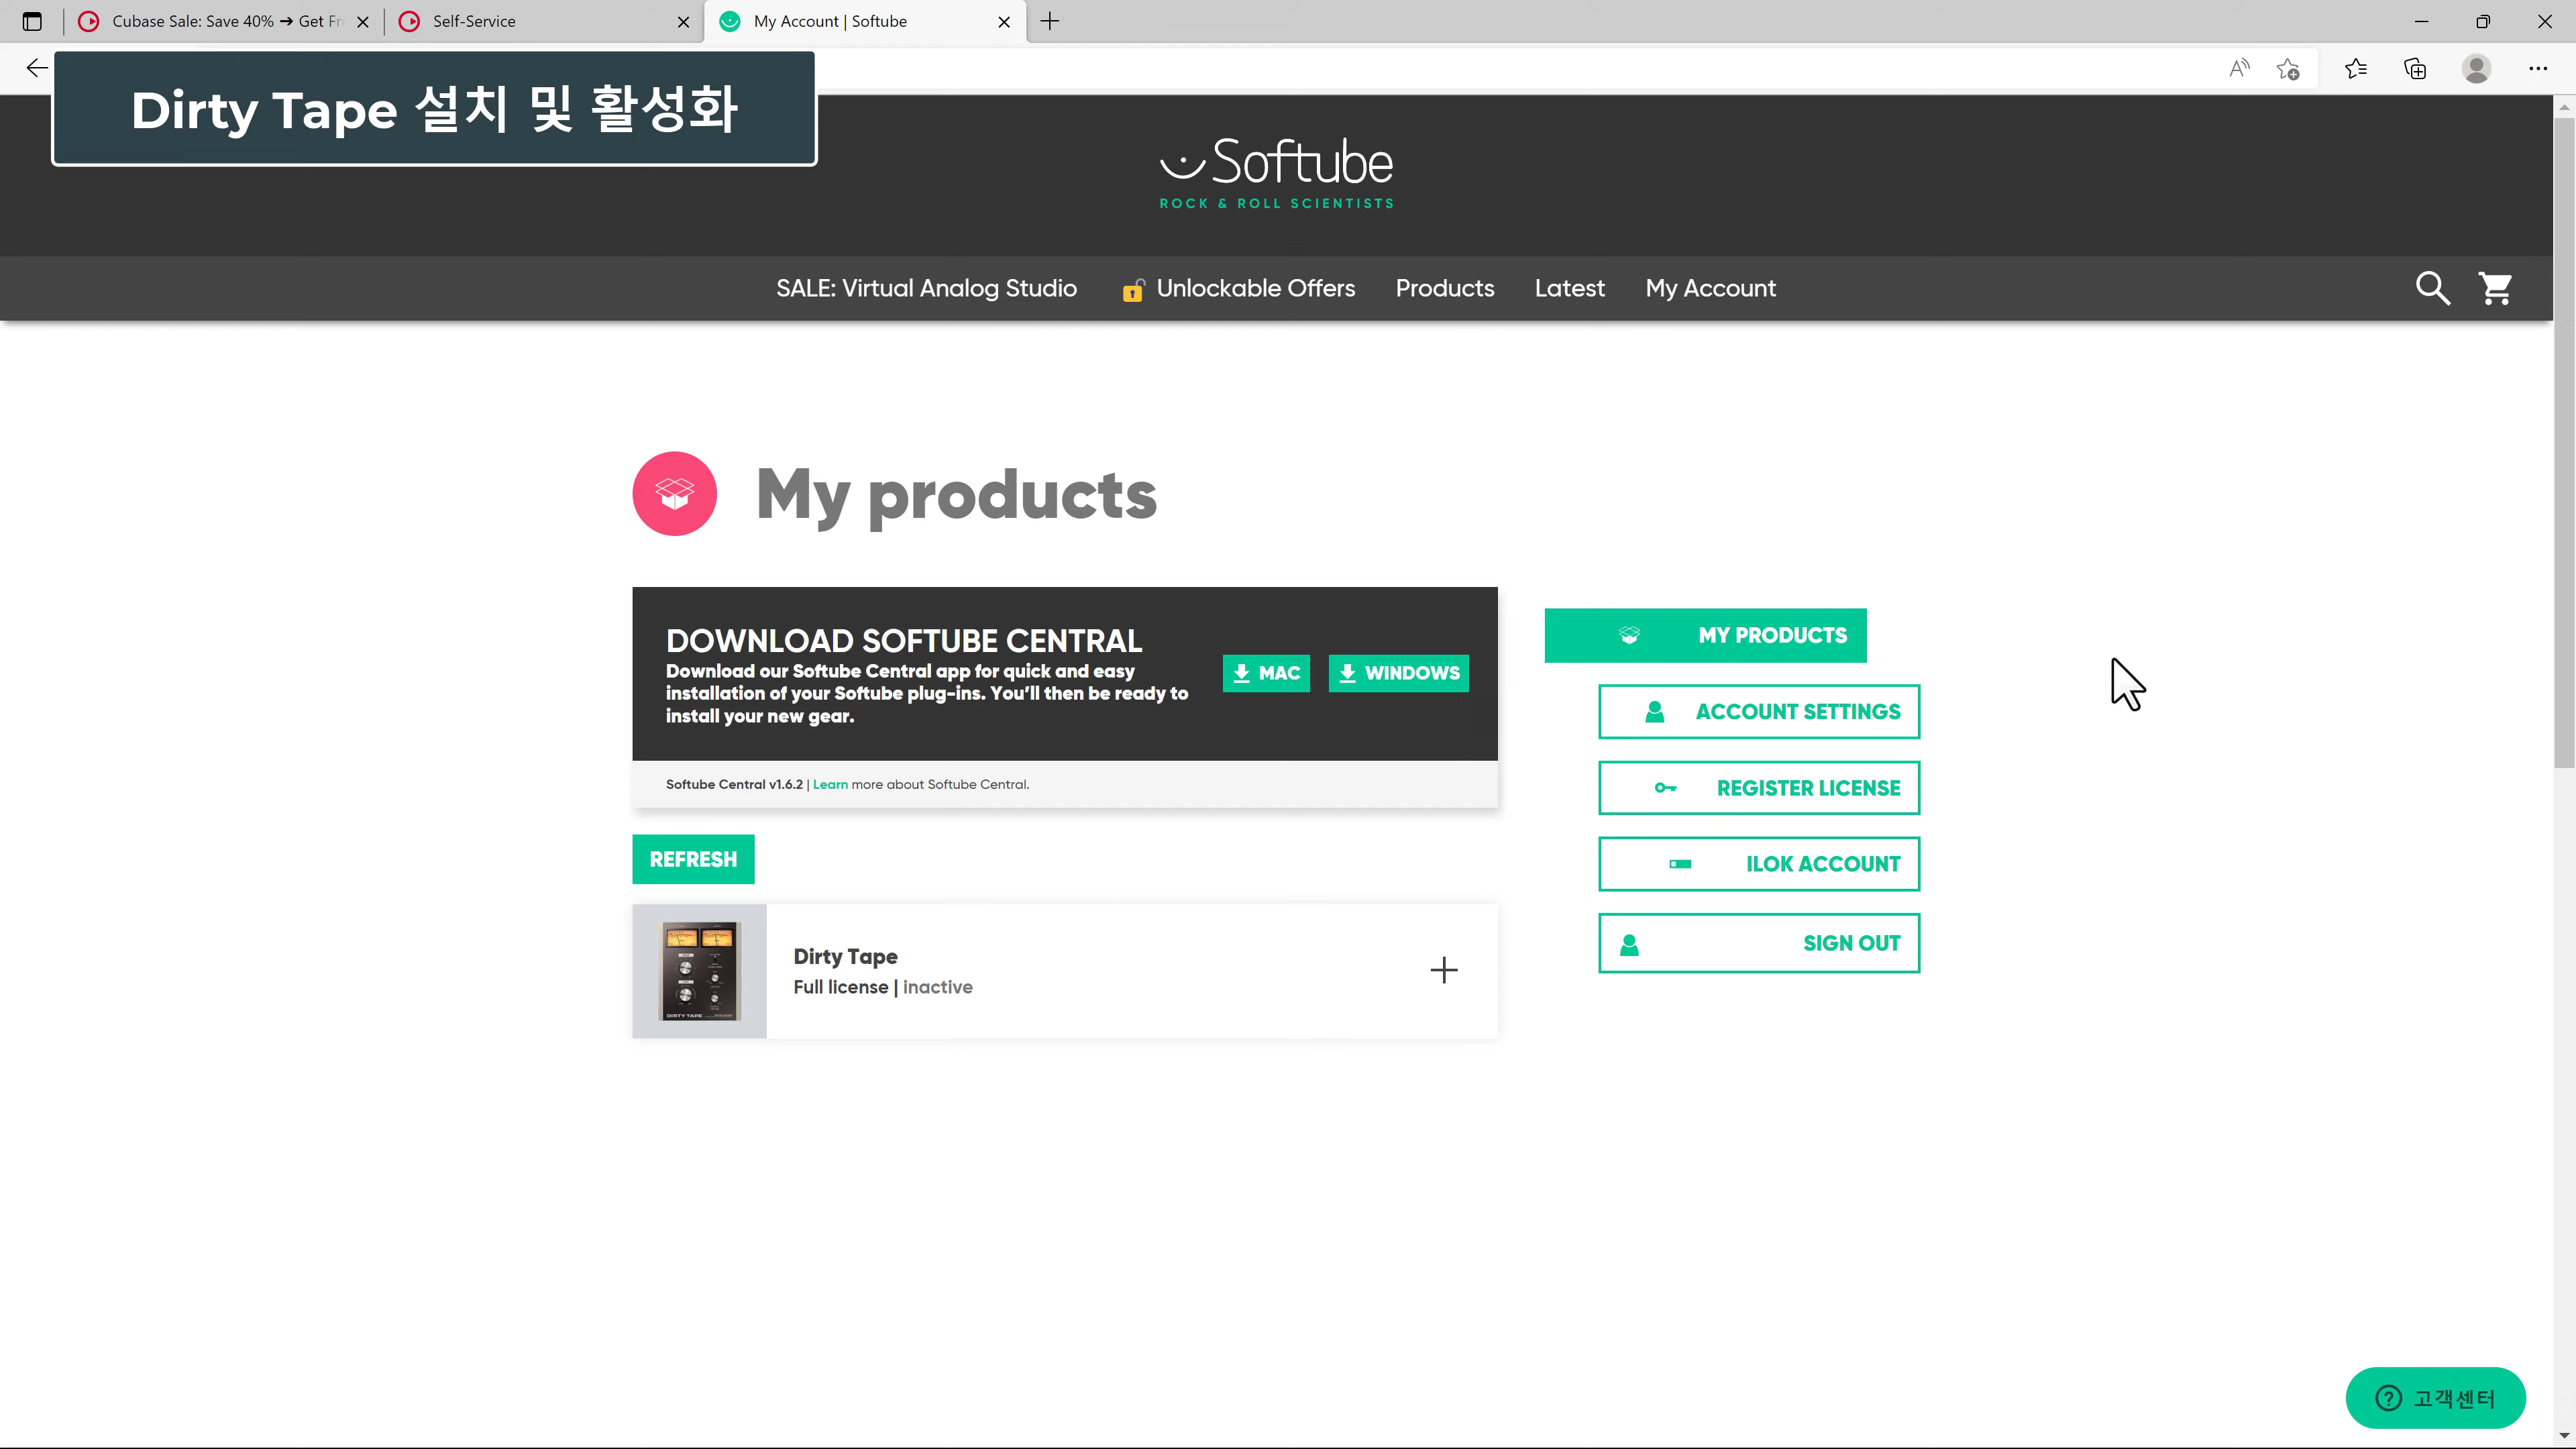 Cubase Sale: Save 40% ➔ Get Fr
Self-Service
My Account | Softube
Dirty Tape 설치 및 활성화
Softube
ROCK & ROLL SCIENTISTS
SALE: Virtual Analog Studio
Unlockable Offers
Products
Latest
My Account
My products
DOWNLOAD SOFTUBE CENTRAL
Download our Softube Central app for quick and easy
installation of your Softube plug-ins. You'll then be ready to
install your new gear.
MAC
WINDOWS
Softube Central v1.6.2 | Learn more about Softube Central.
REFRESH
DIRTY TAPE
Dirty Tape
Full license | inactive
MY PRODUCTS
ACCOUNT SETTINGS
REGISTER LICENSE
ILOK ACCOUNT
SIGN OUT
고객센터